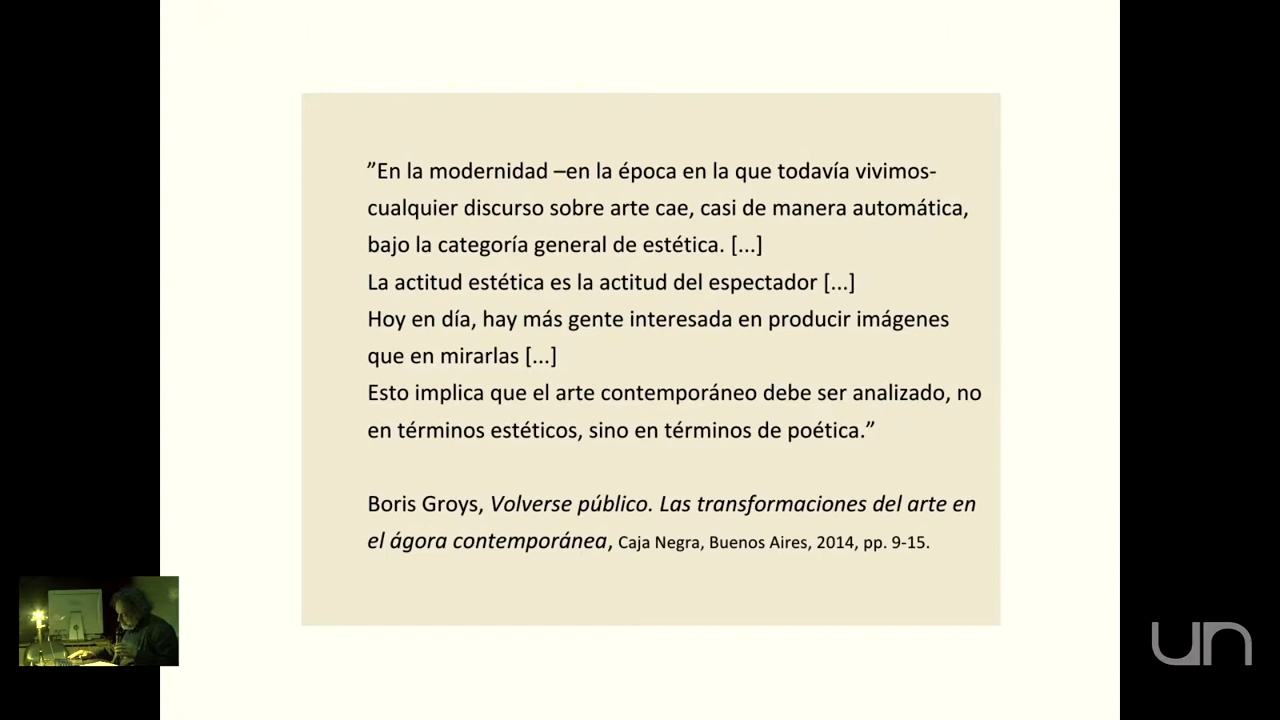 ”En la modernidad –en la época en la que todavía vivimos-
cualquier discurso sobre arte cae, casi de manera automática,
bajo la categoría general de estética. [...]
La actitud estética es la actitud del espectador [...]
Hoy en día, hay más gente interesada en producir imágenes
que en mirarlas [...]
Esto implica que el arte contemporáneo debe ser analizado, no
en términos estéticos, sino en términos de poética.”
Boris Groys, Volverse público. Las transformaciones del arte en
el ágora contemporánea, Caja Negra, Buenos Aires, 2014, pp. 9-15.
un